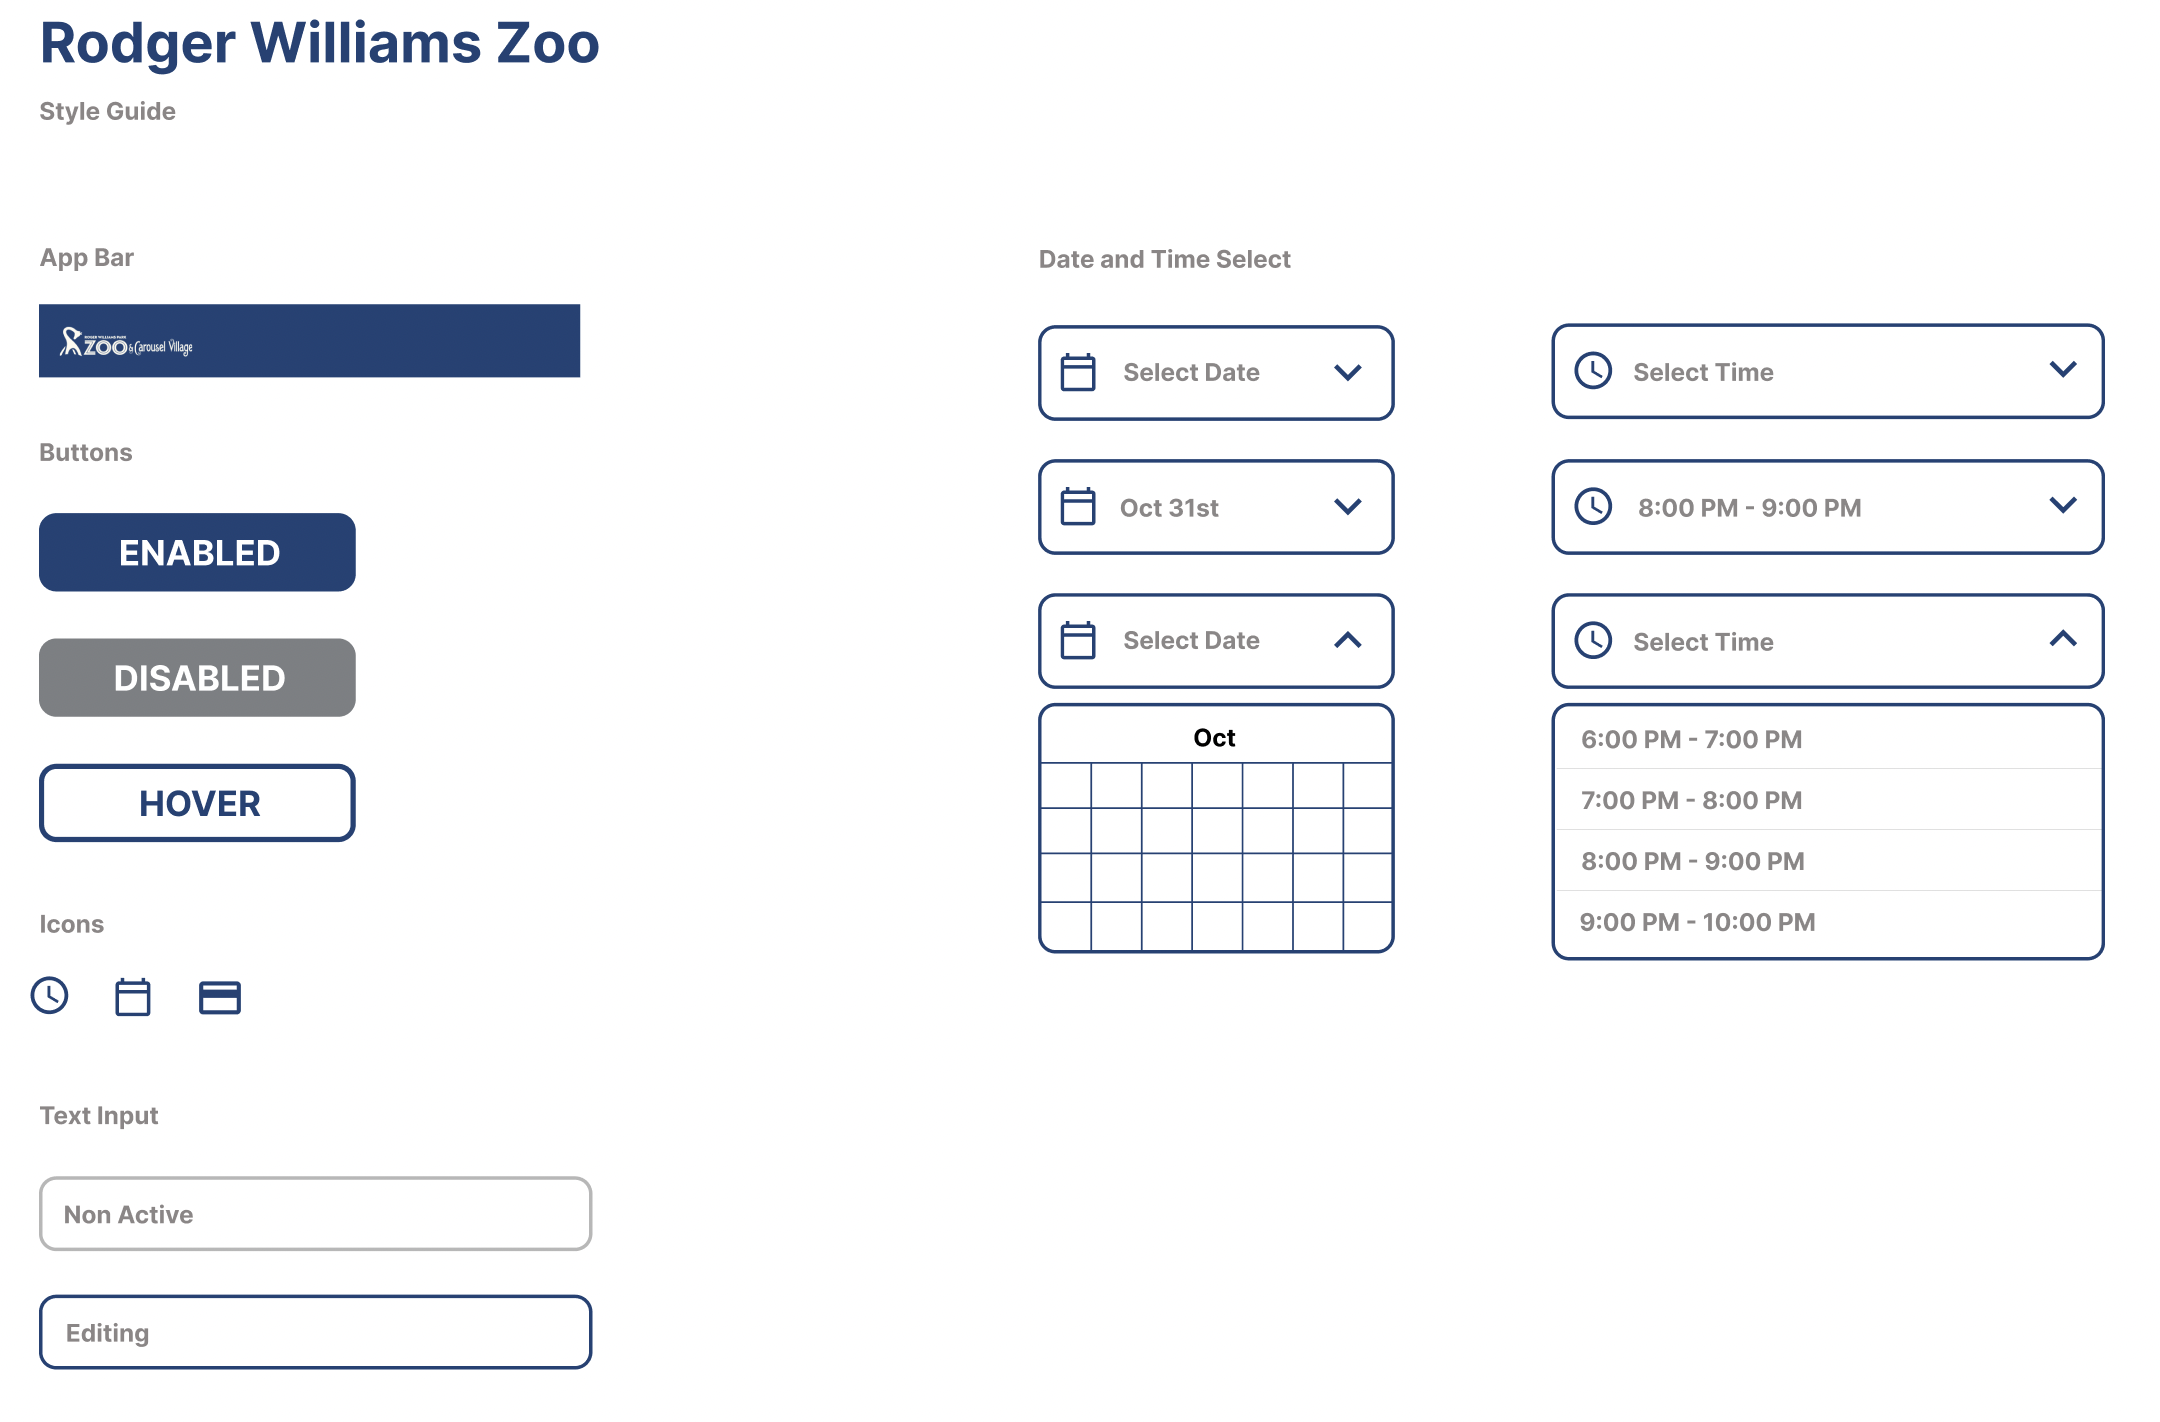 Rodger Williams Zoo
Style Guide
App Bar
ROGER WILLIAMS PARK
ZOO & Carousel Village
Buttons
ENABLED
DISABLED
HOVER
Icons
Text Input
Non Active
Editing
Date and Time Select
Select Date
Oct 31st
Select Date
Oct
Select Time
8:00 PM - 9:00 PM
Select Time
6:00 PM - 7:00 PM
7:00 PM - 8:00 PM
8:00 PM - 9:00 PM
9:00 PM - 10:00 PM